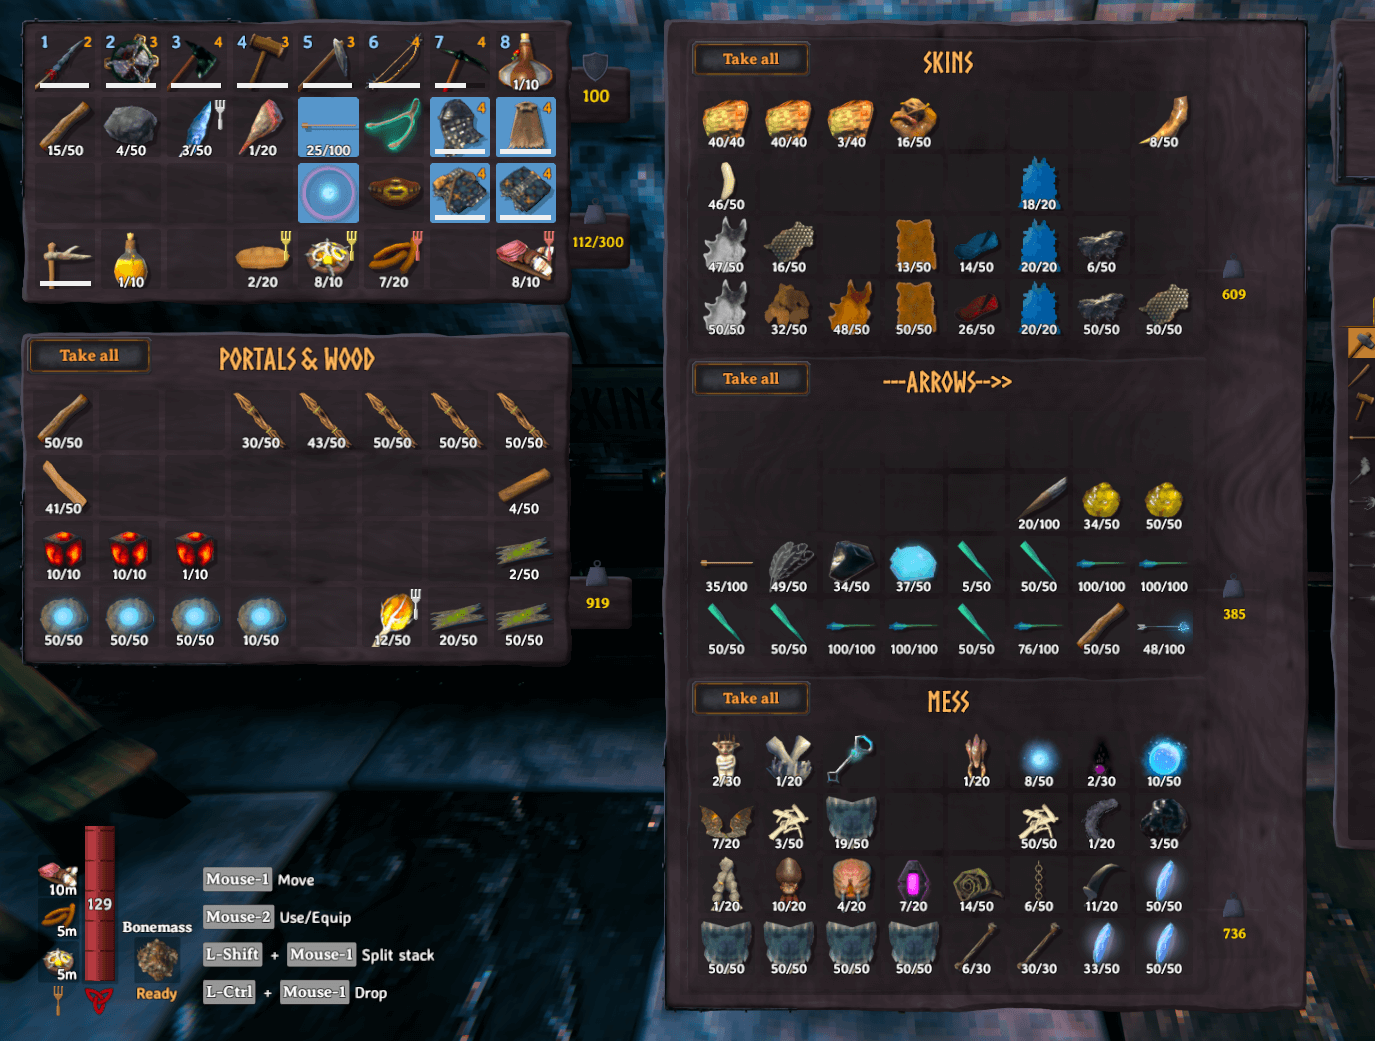 1 2 2 3 3 4 4 3 5 3 6 4 7 4 8
1/10
100
4 4
15/50 4/50 3/50 1/20 25/100
4 4
112/300
1/10 2/20 8/10 7/20 8/10
Take all PORTALS & WOOD
50/50 30/50 43/50 50/50 50/50 50/50
41/50 4/50
10/10 10/10 1/10 2/50
919
50/50 50/50 50/50 10/50 12/50 20/50 50/50
Take all SKINS
40/40 40/40 3/40 16/50 8/50
46/50 18/20
47/50 16/50 13/50 14/50 20/20 6/50
609
50/50 32/50 48/50 50/50 26/50 20/20 50/50 50/50
Take all ---ARROWS-->>
20/100 34/50 50/50
35/100 49/50 34/50 37/50 5/50 50/50 100/100 100/100
385
50/50 50/50 100/100 100/100 50/50 76/100 50/50 48/100
Take all MESS
2/30 1/20 1/20 8/50 2/30 10/50
7/20 3/50 19/50 50/50 1/20 3/50
1/20 10/20 4/20 7/20 14/50 6/50 11/20 50/50
736
50/50 50/50 50/50 50/50 6/30 30/30 33/50 50/50
10m
129
5m
5m
Bonemass
Ready
Mouse-1 Move
Mouse-2 Use/Equip
L-Shift + Mouse-1 Split stack
L-Ctrl + Mouse-1 Drop